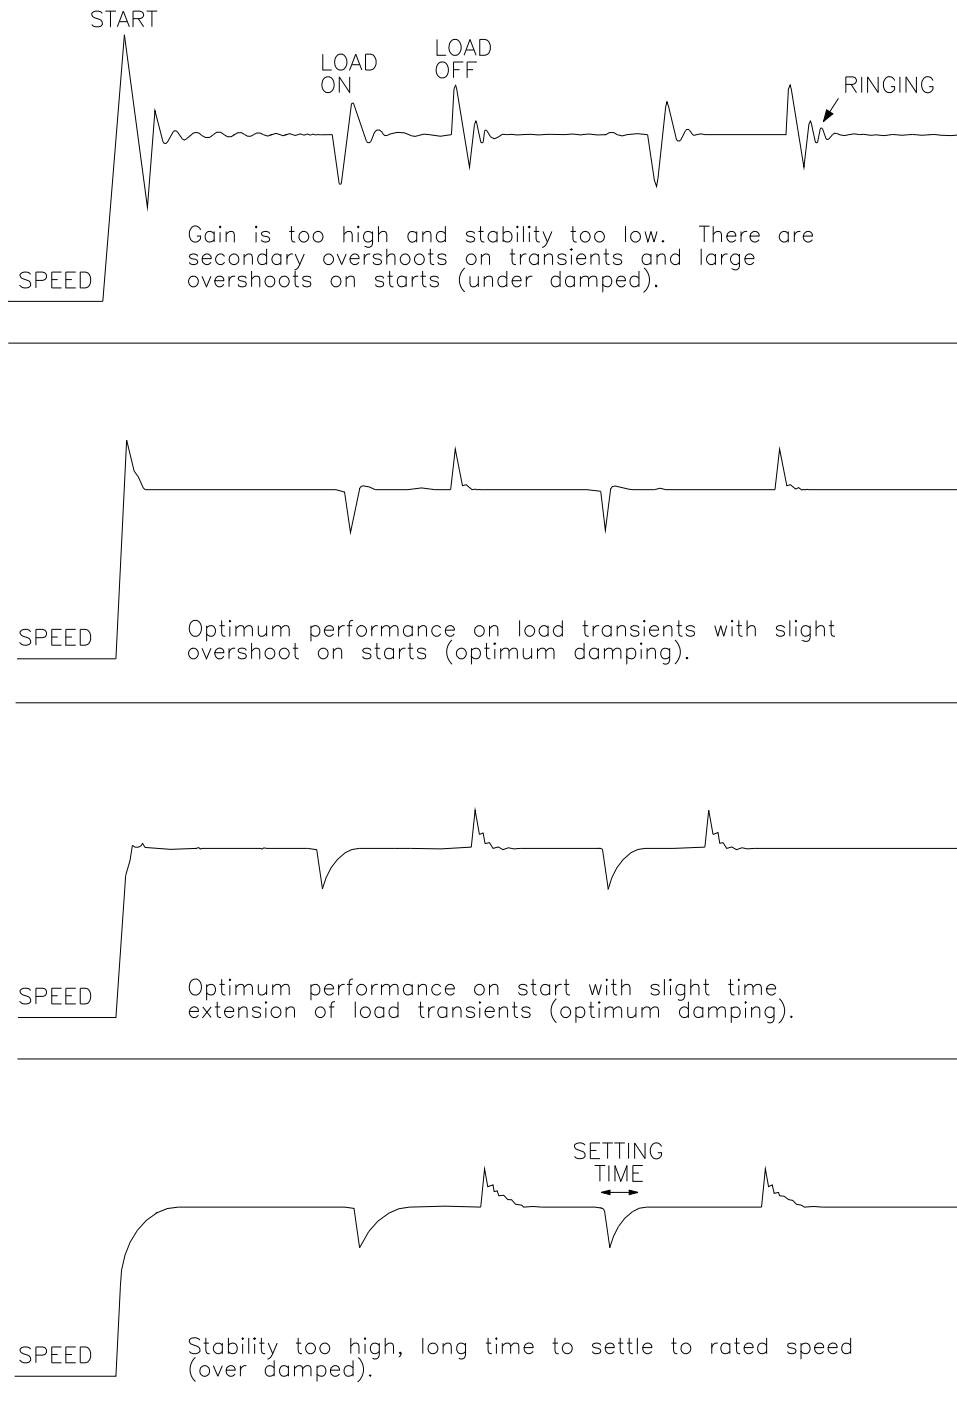 START
LOAD
ON
LOAD
OFF
RINGING
SPEED
Gain is too high and stability too low. There are
secondary overshoots on transients and large
overshoots on starts (under damped).
SPEED
Optimum performance on load transients with slight
overshoot on starts (optimum damping).
SPEED
Optimum performance on start with slight time
extension of load transients (optimum damping).
SETTING
TIME
SPEED
Stability too high, long time to settle to rated speed
(over damped).